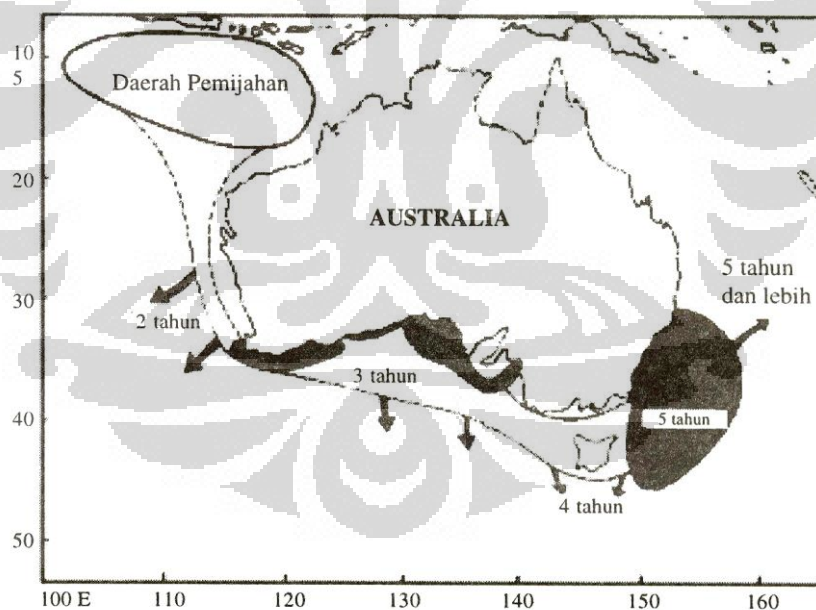 10
5
Daerah Pemijahan
20
AUSTRALIA
5 tahun
dan lebih
30
2 tahun
3 tahun
40
5 tahun
4 tahun
50
100 E
110
120
130
140
150
160